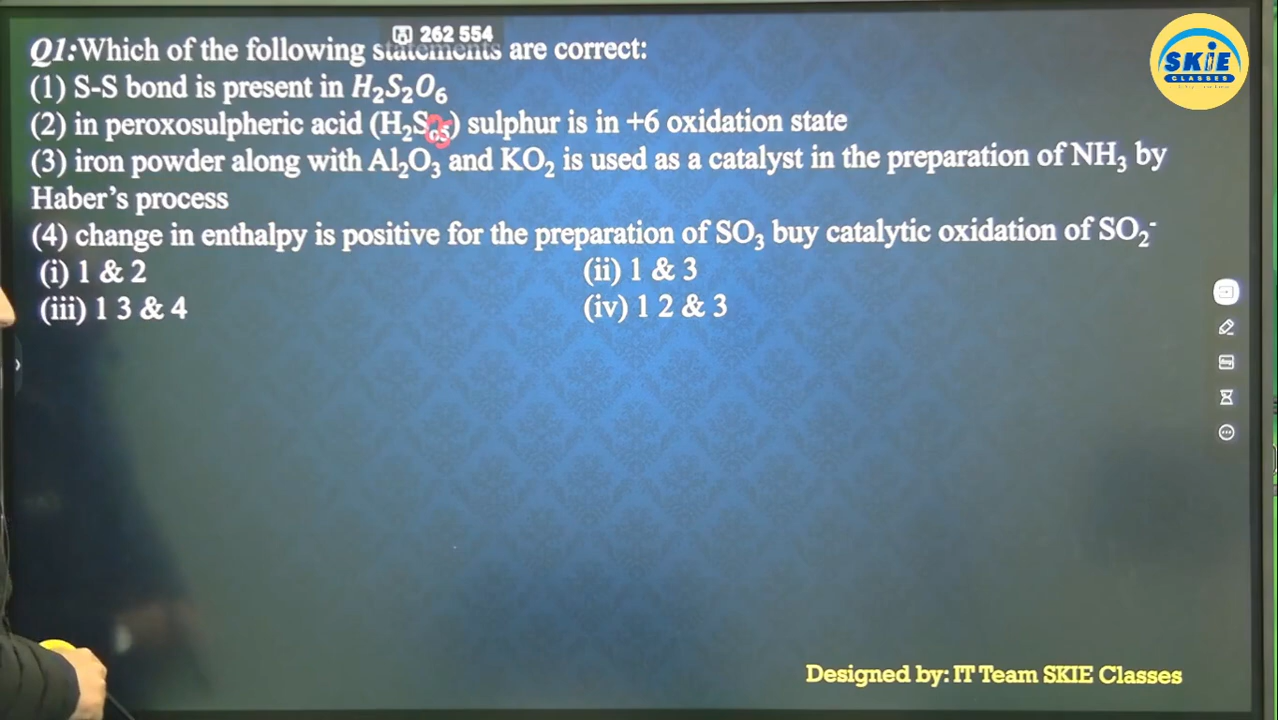 262 554
Q1:Which of the following statements are correct:
(1) S-S bond is present in H₂S₂O₆
(2) in peroxosulpheric acid (H₂SO₅) sulphur is in +6 oxidation state
(3) iron powder along with Al₂O₃ and KO₂ is used as a catalyst in the preparation of NH₃ by
Haber’s process
(4) change in enthalpy is positive for the preparation of SO₃ buy catalytic oxidation of SO₂⁻
(i) 1 & 2 (ii) 1 & 3
(iii) 1 3 & 4 (iv) 1 2 & 3
SKiE
CLASSES
Designed by: IT Team SKIE Classes